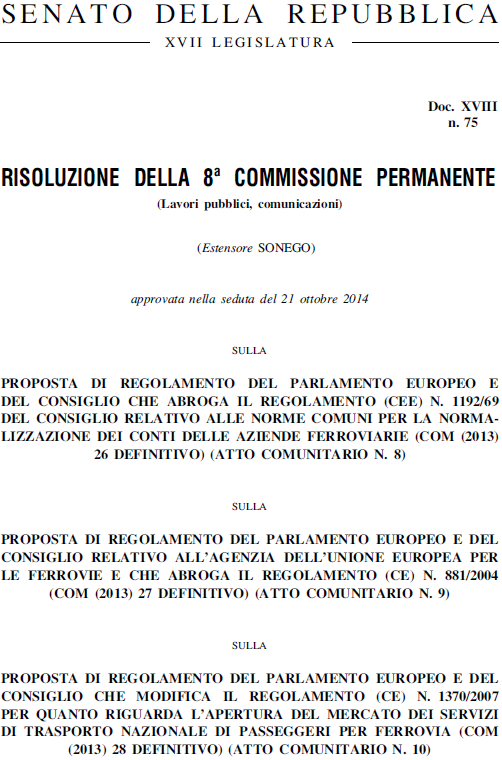 SENATO DELLA REPUBBLICA
XVII LEGISLATURA
Doc. XVIII
n. 75
RISOLUZIONE DELLA 8ª COMMISSIONE PERMANENTE
(Lavori pubblici, comunicazioni)
(Estensore SONEGO)
approvata nella seduta del 21 ottobre 2014
SULLA
PROPOSTA DI REGOLAMENTO DEL PARLAMENTO EUROPEO E
DEL CONSIGLIO CHE ABROGA IL REGOLAMENTO (CEE) N. 1192/69
DEL CONSIGLIO RELATIVO ALLE NORME COMUNI PER LA NORMA-
LIZZAZIONE DEI CONTI DELLE AZIENDE FERROVIARIE (COM (2013)
26 DEFINITIVO) (ATTO COMUNITARIO N. 8)
SULLA
PROPOSTA DI REGOLAMENTO DEL PARLAMENTO EUROPEO E DEL
CONSIGLIO RELATIVO ALL'AGENZIA DELL'UNIONE EUROPEA PER
LE FERROVIE E CHE ABROGA IL REGOLAMENTO (CE) N. 881/2004
(COM (2013) 27 DEFINITIVO) (ATTO COMUNITARIO N. 9)
SULLA
PROPOSTA DI REGOLAMENTO DEL PARLAMENTO EUROPEO E DEL
CONSIGLIO CHE MODIFICA IL REGOLAMENTO (CE) N. 1370/2007
PER QUANTO RIGUARDA L'APERTURA DEL MERCATO DEI SERVIZI
DI TRASPORTO NAZIONALE DI PASSEGGERI PER FERROVIA (COM
(2013) 28 DEFINITIVO) (ATTO COMUNITARIO N. 10)